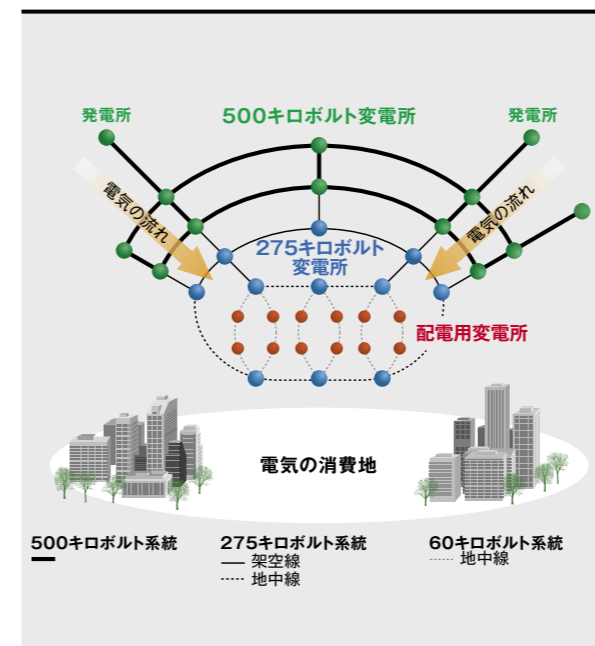 発電所
500キロボルト変電所
発電所
電気の流れ
電気の流れ
275キロボルト
変電所
配電用変電所
電気の消費地
500キロボルト系統
275キロボルト系統
架空線
地中線
60キロボルト系統
地中線